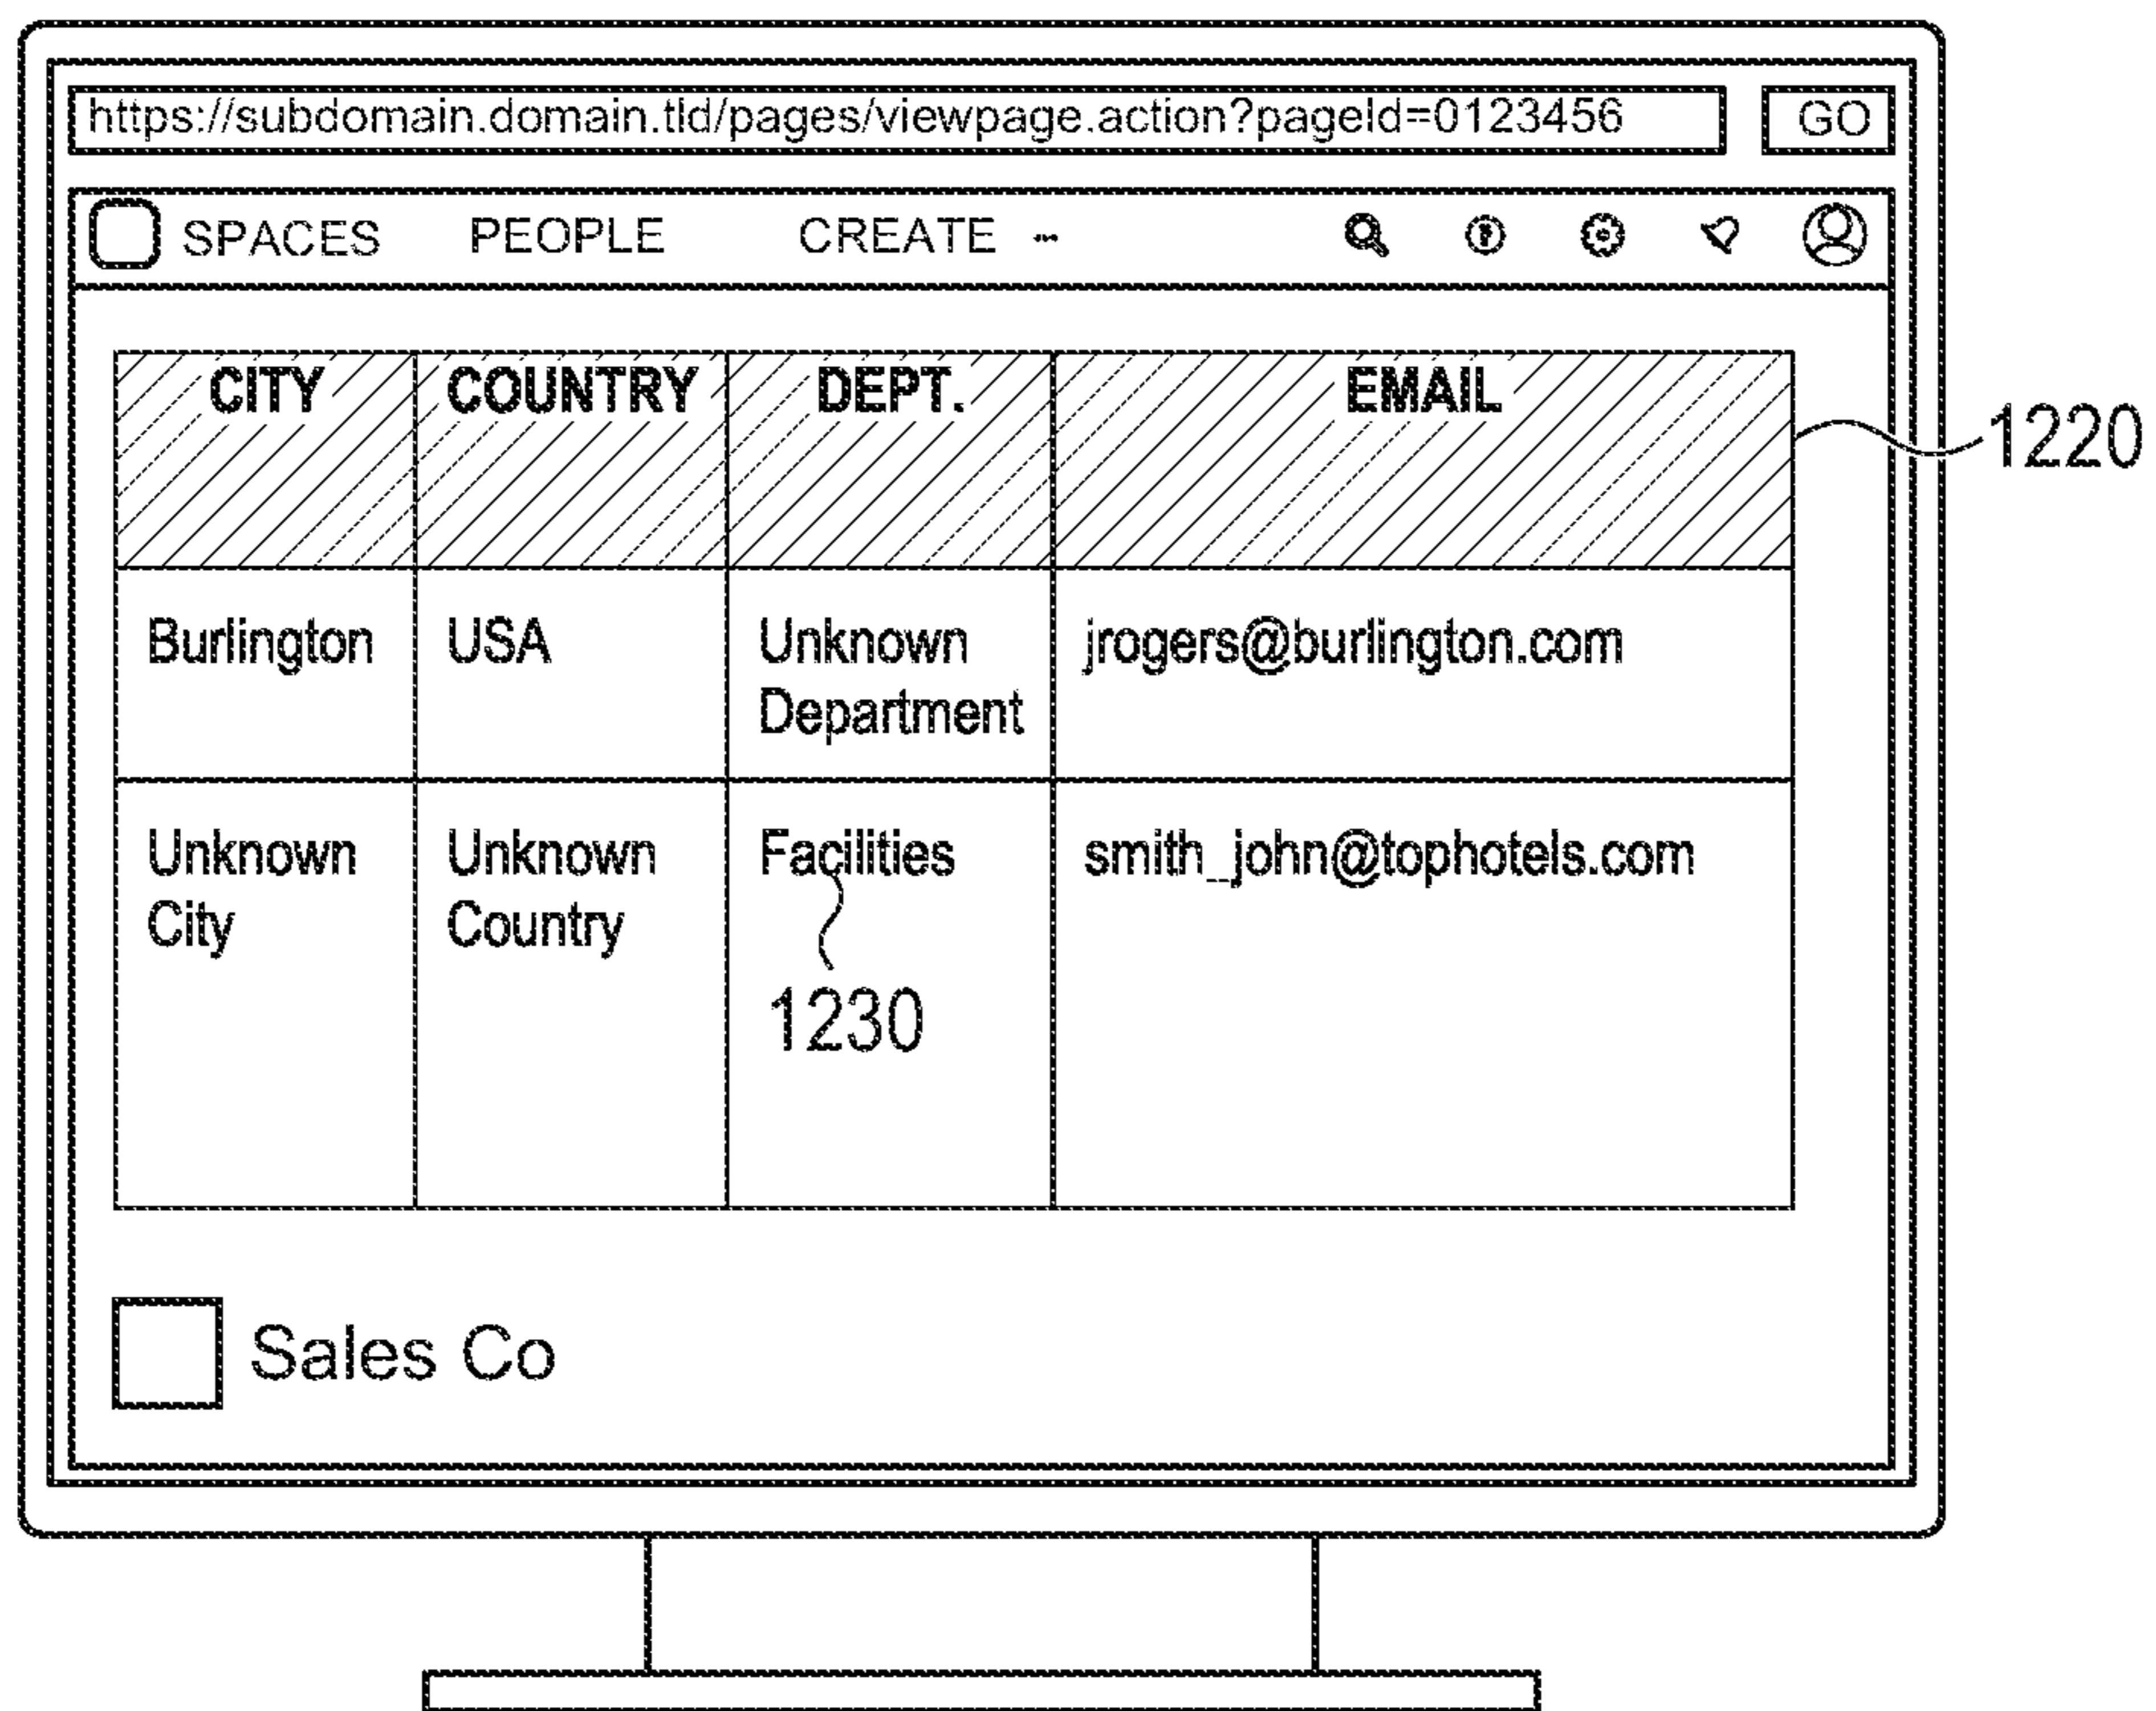 https://subdomain.domain.tld/pages/viewpage.action?pageId=0123456 GO
SPACES PEOPLE CREATE ...
CITY COUNTRY DEPT. EMAIL
1220
Burlington USA Unknown jrogers@burlington.com
Department
Unknown Unknown Facilities smith_john@tophotels.com
City Country
1230
Sales Co